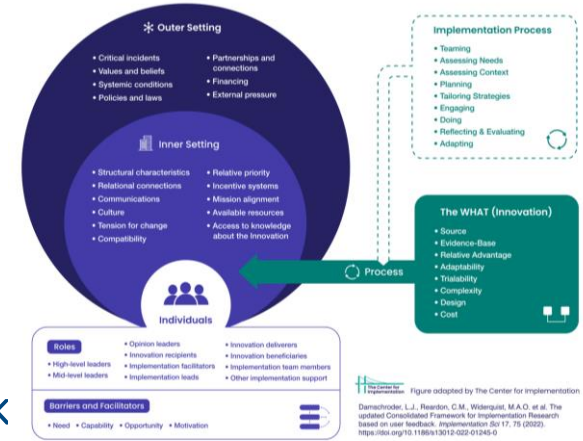 Outer Setting
• Critical incidents
• Values and beliefs
• Systemic conditions
• Policies and laws
• Partnerships and
connections
• Financing
• External pressure
Inner Setting
• Structural characteristics
• Relational connections
• Communications
• Culture
• Tension for change
• Compatibility
• Relative priority
• Incentive systems
• Mission alignment
• Available resources
• Access to knowledge
about the Innovation
Individuals
Roles
• High-level leaders
• Mid-level leaders
• Opinion leaders
• Innovation recipients
• Implementation facilitators
• Implementation leads
• Innovation deliverers
• Innovation beneficiaries
• Implementation team members
• Other implementation support
Barriers and Facilitators
• Need • Capability • Opportunity • Motivation
Implementation Process
• Teaming
• Assessing Needs
• Assessing Context
• Planning
• Tailoring Strategies
• Engaging
• Doing
• Reflecting & Evaluating
• Adapting
The WHAT (Innovation)
• Source
• Evidence-Base
• Relative Advantage
• Adaptability
• Trialability
• Complexity
• Design
• Cost
Process
The Center for
Implementation
Figure adapted by The Center for Implementation
Damschroder, L.J., Reardon, C.M., Widerquist, M.A.O. et al. The
updated Consolidated Framework for Implementation Research
based on user feedback. Implementation Sci 17, 75 (2022).
https://doi.org/10.1186/s13012-022-01245-0